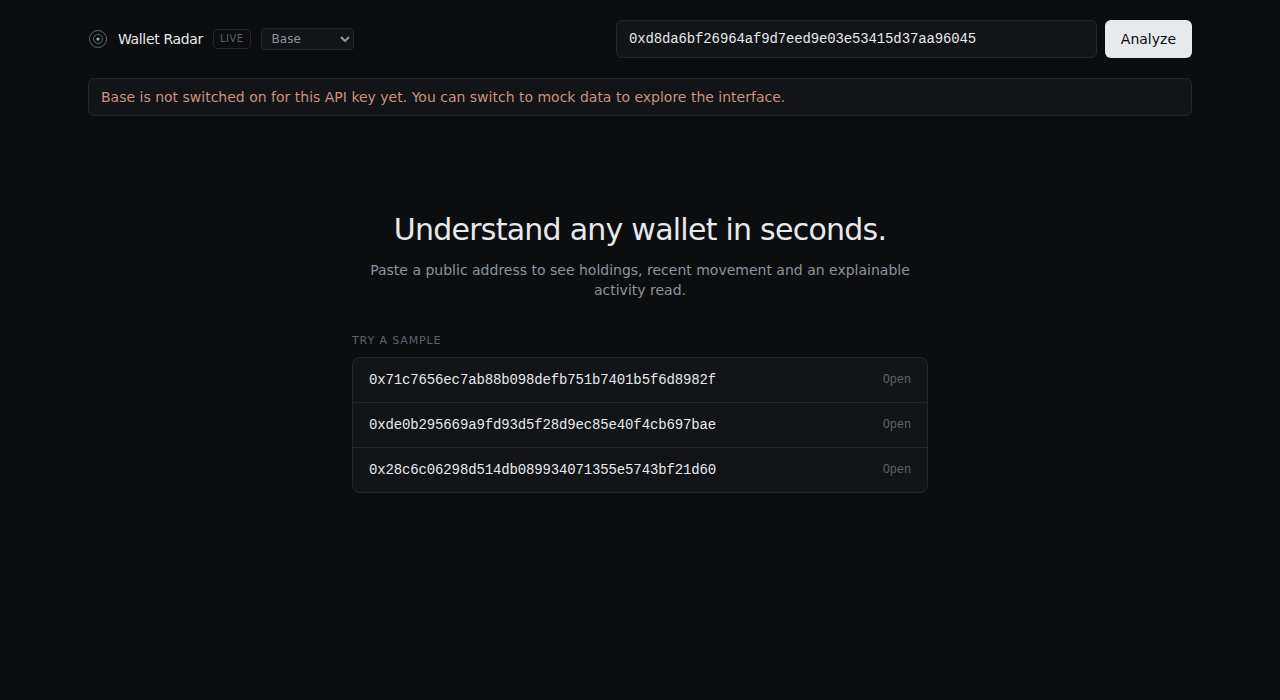 Wallet Radar LIVE Base 0xd8da6bf26964af9d7eed9e03e53415d37aa96045 Analyze
Base is not switched on for this API key yet. You can switch to mock data to explore the interface.
Understand any wallet in seconds.
Paste a public address to see holdings, recent movement and an explainable
activity read.
TRY A SAMPLE
0x71c7656ec7ab88b098defb751b7401b5f6d8982f Open
0xde0b295669a9fd93d5f28d9ec85e40f4cb697bae Open
0x28c6c06298d514db089934071355e5743bf21d60 Open